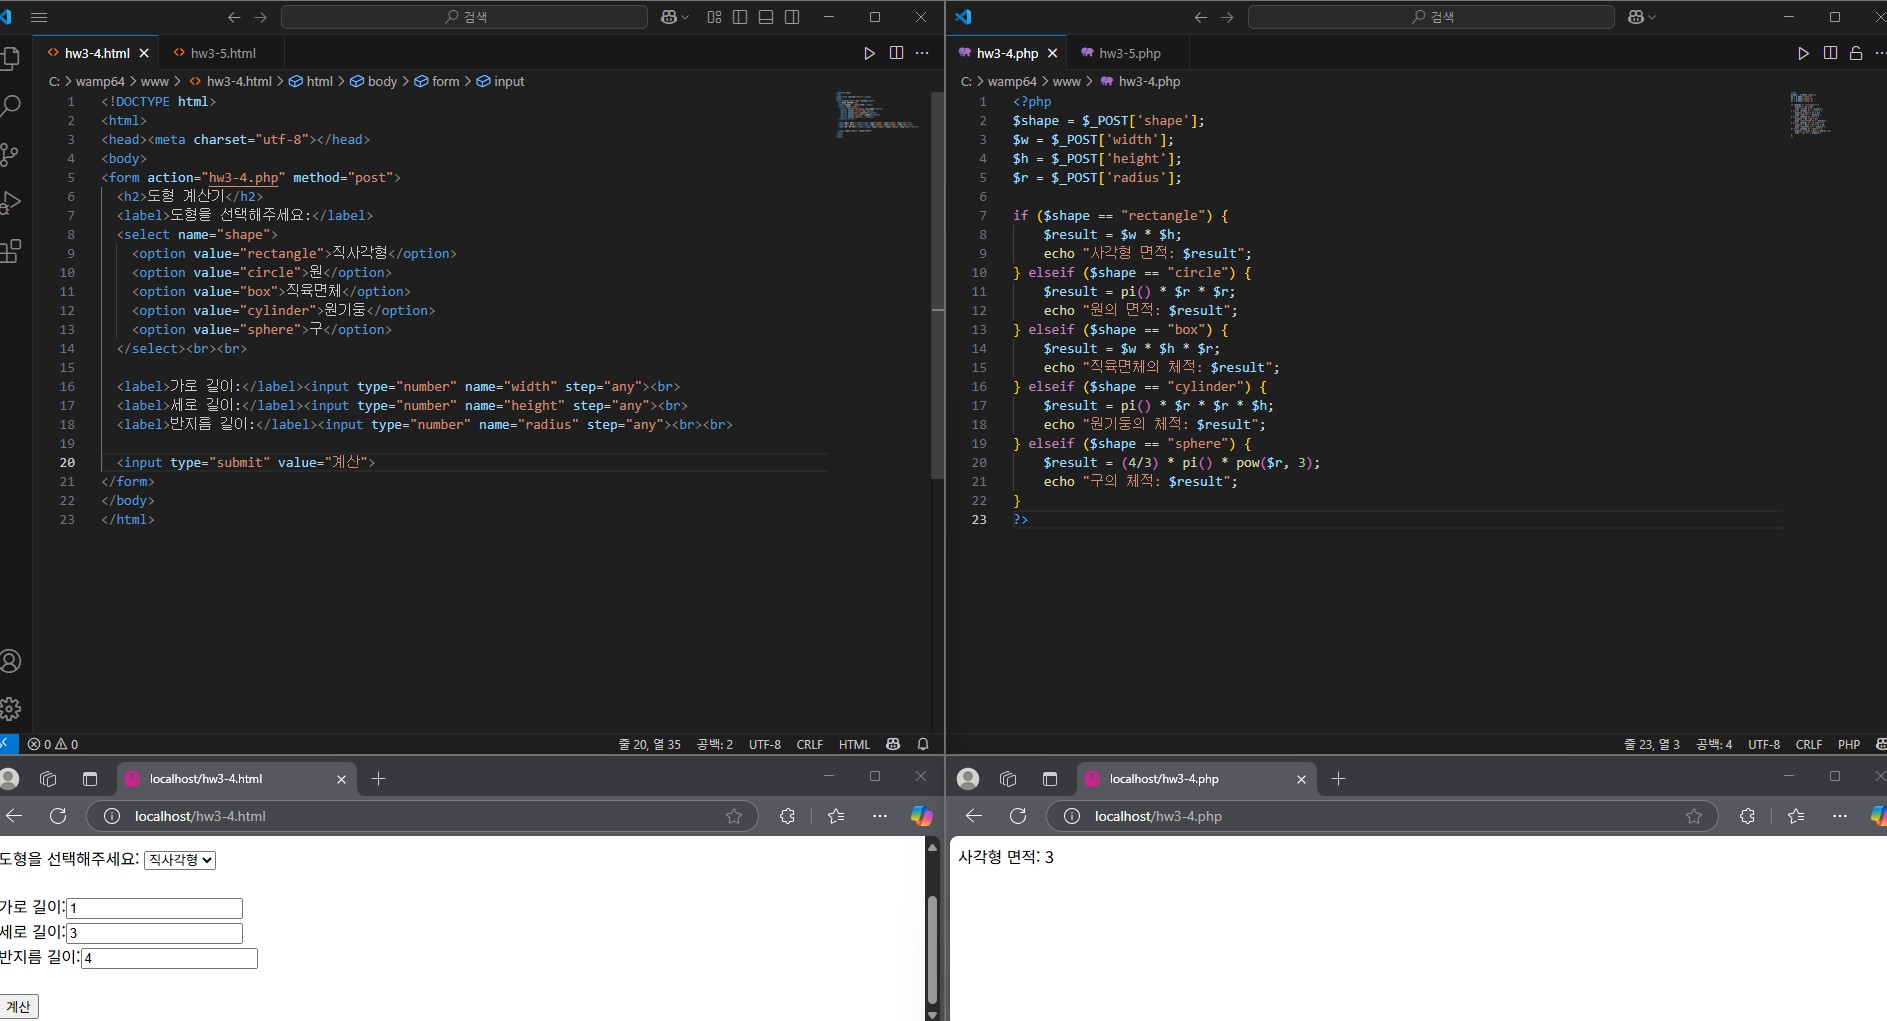 검색
hw3-4.html
hw3-5.html
C: > wamp64 > www > hw3-4.html > html > body > form > input
1 <!DOCTYPE html>
2 <html>
3 <head><meta charset="utf-8"></head>
4 <body>
5 <form action="hw3-4.php" method="post">
6 <h2>도형 계산기</h2>
7 <label>도형을 선택해주세요:</label>
8 <select name="shape">
9 <option value="rectangle">직사각형</option>
10 <option value="circle">원</option>
11 <option value="box">직육면체</option>
12 <option value="cylinder">원기둥</option>
13 <option value="sphere">구</option>
14 </select><br><br>
15
16 <label>가로 길이:</label><input type="number" name="width" step="any"><br>
17 <label>세로 길이:</label><input type="number" name="height" step="any"><br>
18 <label>반지름 길이:</label><input type="number" name="radius" step="any"><br><br>
19
20 <input type="submit" value="계산">
21 </form>
22 </body>
23 </html>
0 0
줄 20, 열 35 공백: 2 UTF-8 CRLF HTML
검색
hw3-4.php
hw3-5.php
C: > wamp64 > www > hw3-4.php
1 <?php
2 $shape = $_POST['shape'];
3 $w = $_POST['width'];
4 $h = $_POST['height'];
5 $r = $_POST['radius'];
6
7 if ($shape == "rectangle") {
8 $result = $w * $h;
9 echo "사각형 면적: $result";
10 } elseif ($shape == "circle") {
11 $result = pi() * $r * $r;
12 echo "원의 면적: $result";
13 } elseif ($shape == "box") {
14 $result = $w * $h * $r;
15 echo "직육면체의 체적: $result";
16 } elseif ($shape == "cylinder") {
17 $result = pi() * $r * $r * $h;
18 echo "원기둥의 체적: $result";
19 } elseif ($shape == "sphere") {
20 $result = (4/3) * pi() * pow($r, 3);
21 echo "구의 체적: $result";
22 }
23 ?>
줄 23, 열 3 공백: 4 UTF-8 CRLF PHP
localhost/hw3-4.html
localhost/hw3-4.html
도형을 선택해주세요: 직사각형
가로 길이: 1
세로 길이: 3
반지름 길이: 4
계산
localhost/hw3-4.php
localhost/hw3-4.php
사각형 면적: 3